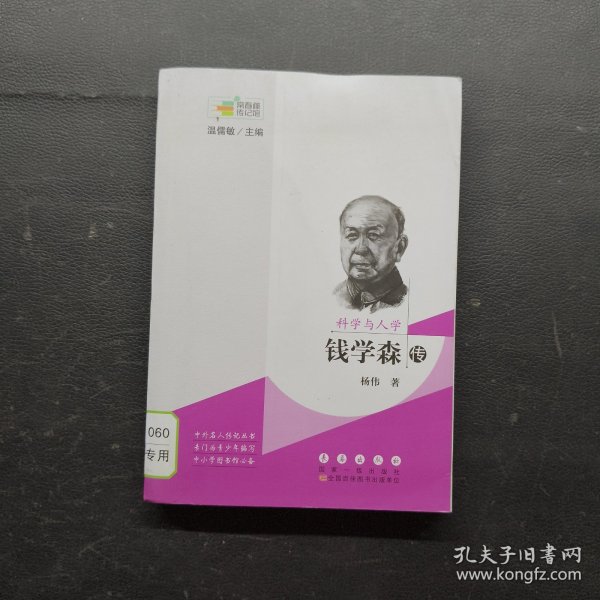 常春藤
传记馆
温儒敏/主编
科学与人学
钱学森传
杨伟 著
060
专用
中外名人传记丛书
专门为青少年编写
中小学图书馆必备
长春出版社
国家一级出版社
全国百佳图书出版单位
孔夫子旧书网
www.kongfz.com